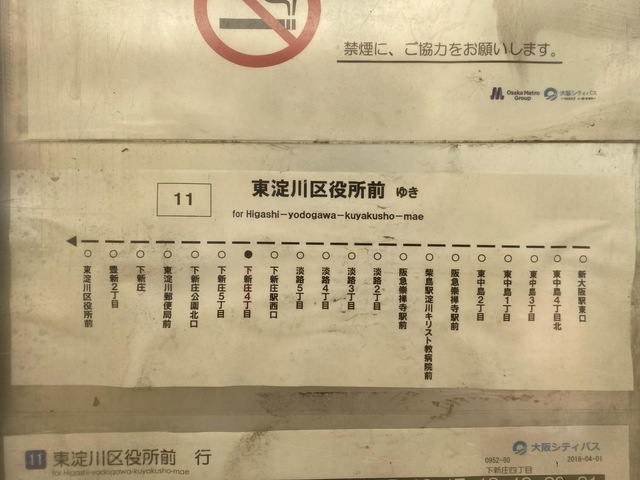 禁煙に、ご協力をお願いします。
Osaka Metro
Group
大阪シティバス
11
東淀川区役所前 ゆき
for Higashi-yodogawa-kuyakusho-mae
東淀川区役所前
豊新2丁目
下新庄
東淀川郵便局前
下新庄公園北口
下新庄5丁目
下新庄4丁目
下新庄駅西口
淡路5丁目
淡路4丁目
淡路3丁目
淡路2丁目
阪急崇禅寺駅前
柴島駅淀川キリスト教病院前
阪急崇禅寺駅前
東中島2丁目
東中島1丁目
東中島3丁目
東中島4丁目北
新大阪駅東口
11 東淀川区役所前 行
for Higashi-yodogawa-kuyakusho-mae
大阪シティバス
0952-90 2018-04-01
下新庄四丁目